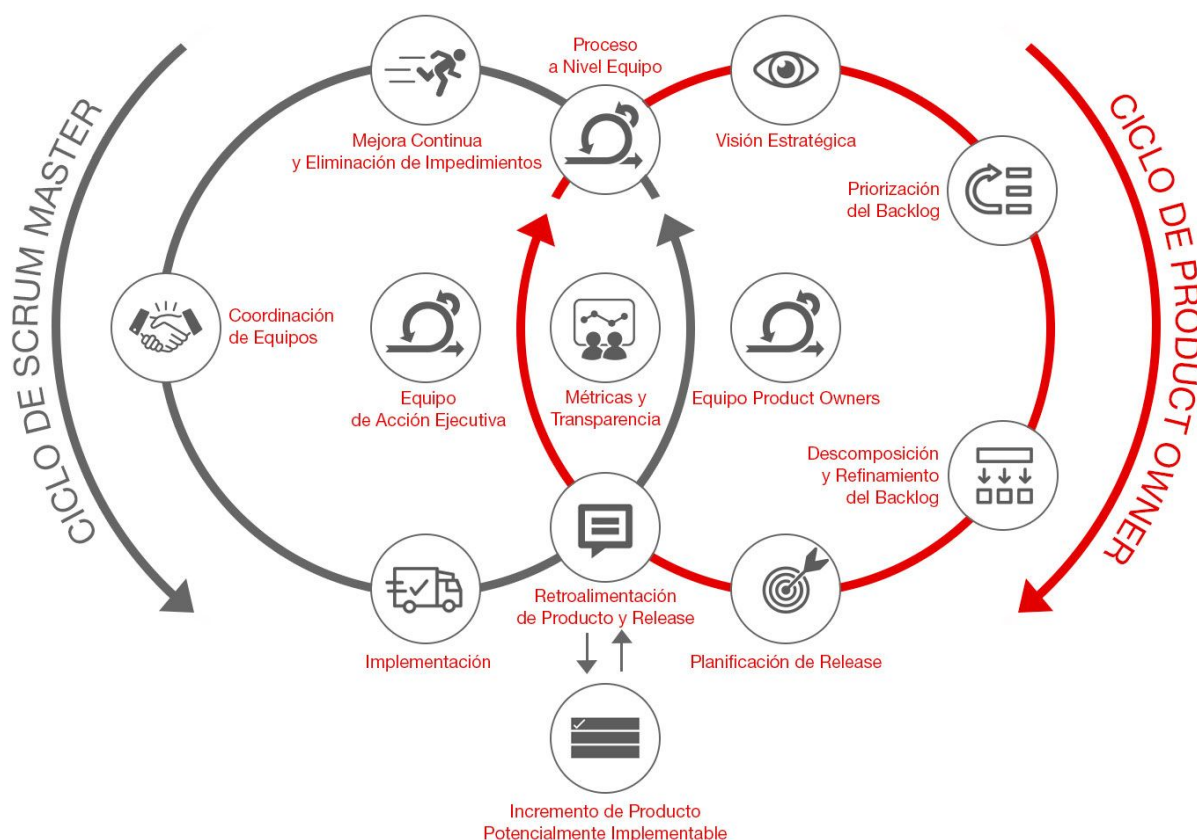 Proceso
a Nivel Equipo
Mejora Continua
y Eliminación de Impedimientos
Visión Estratégica
CICLO DE SCRUM MASTER
CICLO DE PRODUCT OWNER
Priorización
del Backlog
Coordinación
de Equipos
Equipo
de Acción Ejecutiva
Métricas y
Transparencia
Equipo Product Owners
Descomposición
y Refinamiento
del Backlog
Retroalimentación
de Producto y Release
Implementación
Planificación de Release
Incremento de Producto
Potencialmente Implementable